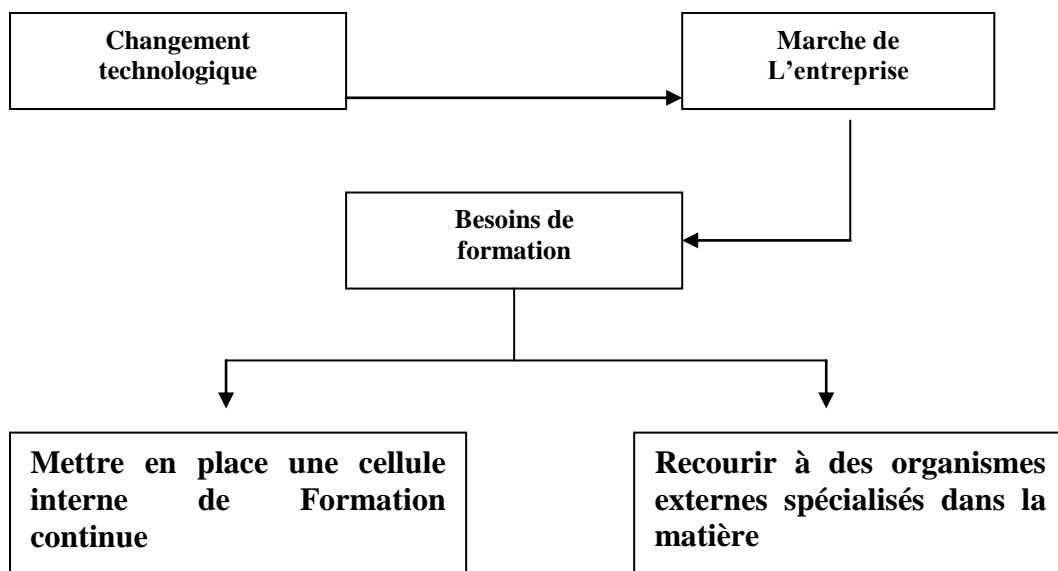 Changement
technologique
Marche de
L’entreprise
Besoins de
formation
Mettre en place une cellule
interne de Formation
continue
Recourir à des organismes
externes spécialisés dans la
matière